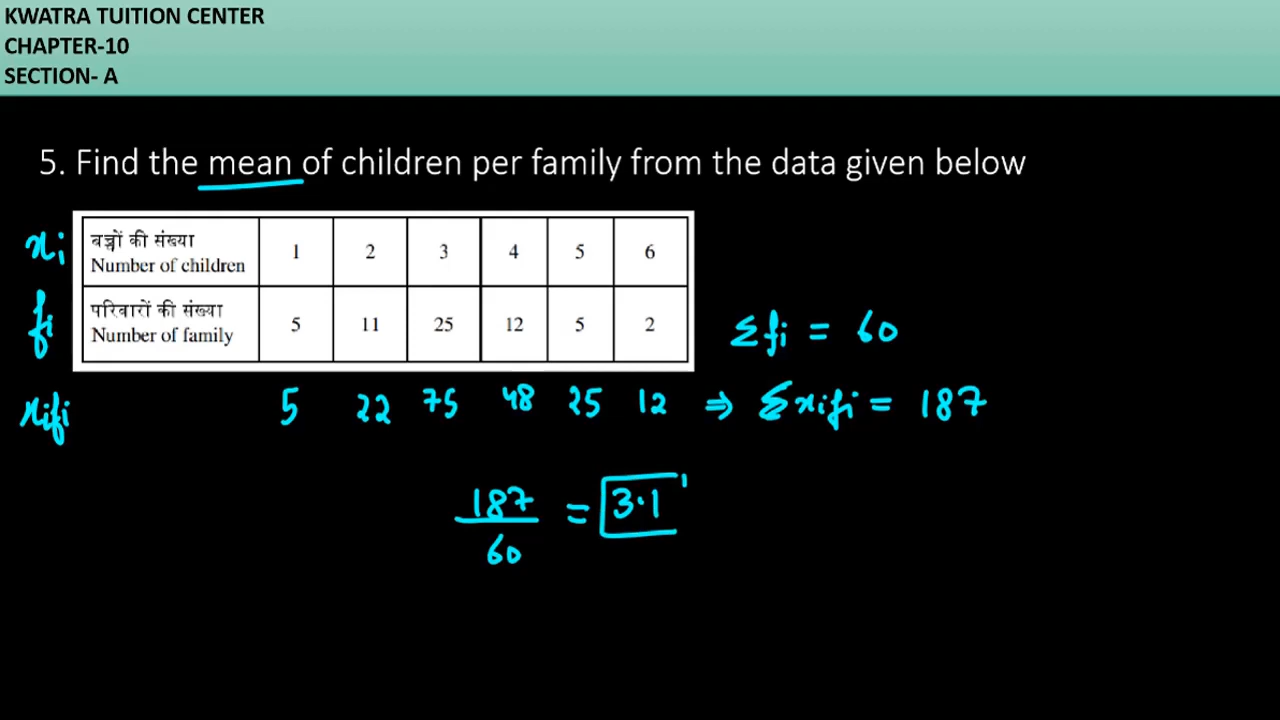 KWATRA TUITION CENTER
CHAPTER-10
SECTION- A
5. Find the mean of children per family from the data given below
xi बच्चों की संख्या 1 2 3 4 5 6
Number of children
fi परिवारों की संख्या 5 11 25 12 5 2 Σfi = 60
Number of family
xifi 5 22 75 48 25 12 ⇒ Σxifi = 187
187 = 3.1
60